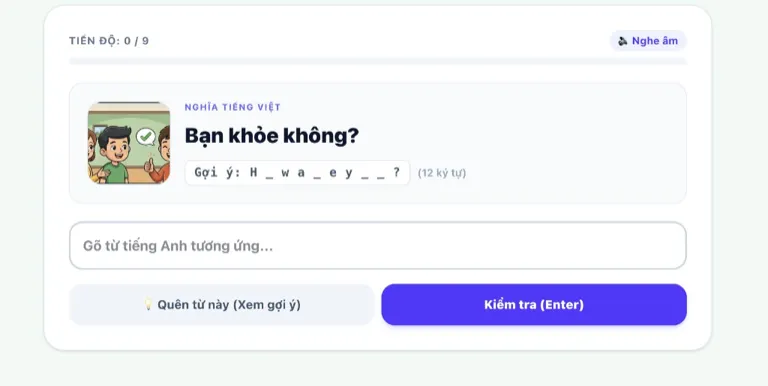 TIẾN ĐỘ: 0 / 9
🔊 Nghe âm
NGHĨA TIẾNG VIỆT
Bạn khỏe không?
Gợi ý: H _ w a _ e y _ _ ? (12 ký tự)
Gõ từ tiếng Anh tương ứng...
💡 Quên từ này (Xem gợi ý)
Kiểm tra (Enter)